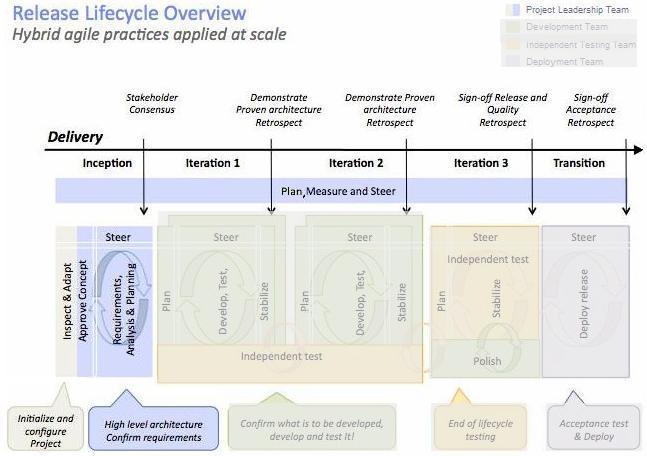 Release Lifecycle Overview
Hybrid agile practices applied at scale
Project Leadership Team
Development Team
Independent Testing Team
Deployment Team
Stakeholder
Consensus
Demonstrate
Proven architecture
Retrospect
Demonstrate Proven
architecture
Retrospect
Sign-off Release and
Quality
Retrospect
Sign-off
Acceptance
Retrospect
Delivery
Inception
Iteration 1
Iteration 2
Iteration 3
Transition
Plan,Measure and Steer
Inspect & Adapt
Approve Concept
Steer
Requirements,
Analysis & Planning
Steer
Plan
Develop, Test,
Stabilize
Steer
Plan
Develop, Test,
Stabilize
Independent test
Steer
Independent test
Plan
Stabilize
Polish
Steer
Deploy release
Initialize and
configure
Project
High level architecture
Confirm requirements
Confirm what is to be developed,
develop and test It!
End of lifecycle
testing
Acceptance test
& Deploy